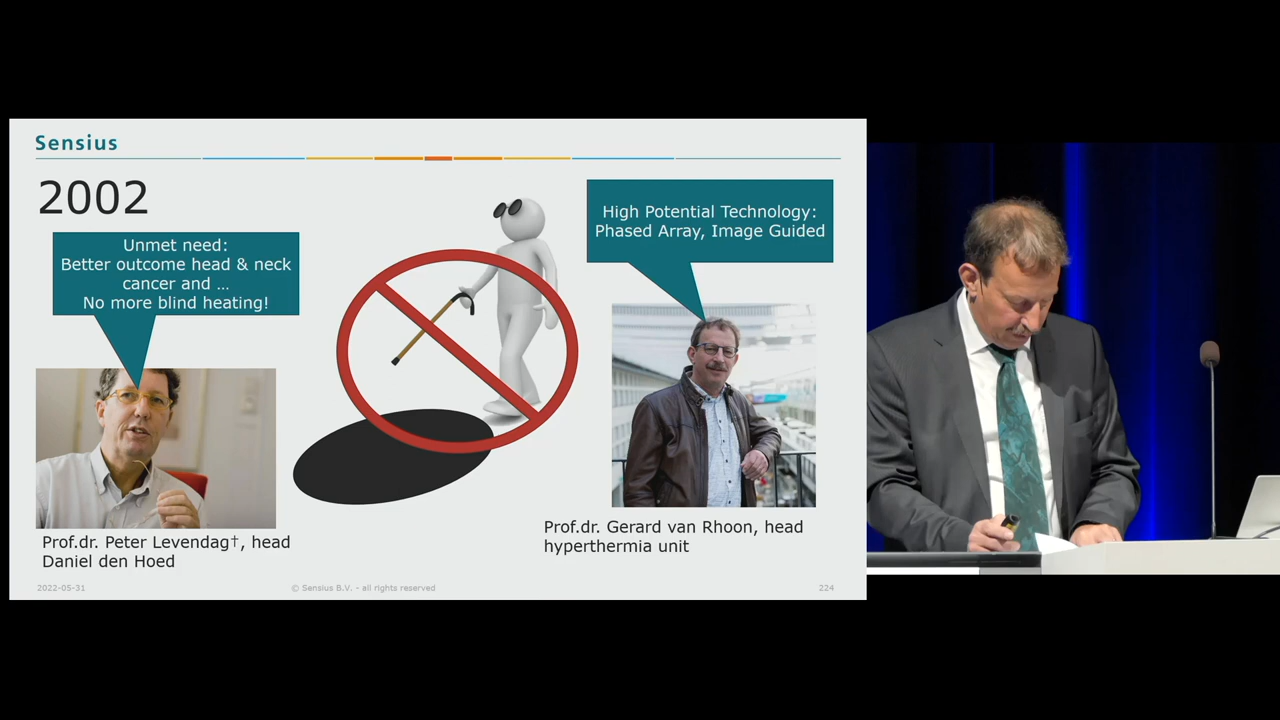 Sensius
2002
Unmet need:
Better outcome head & neck
cancer and ...
No more blind heating!
High Potential Technology:
Phased Array, Image Guided
Prof.dr. Peter Levendag†, head
Daniel den Hoed
Prof.dr. Gerard van Rhoon, head
hyperthermia unit
2022-05-31
© Sensius B.V. - all rights reserved
224